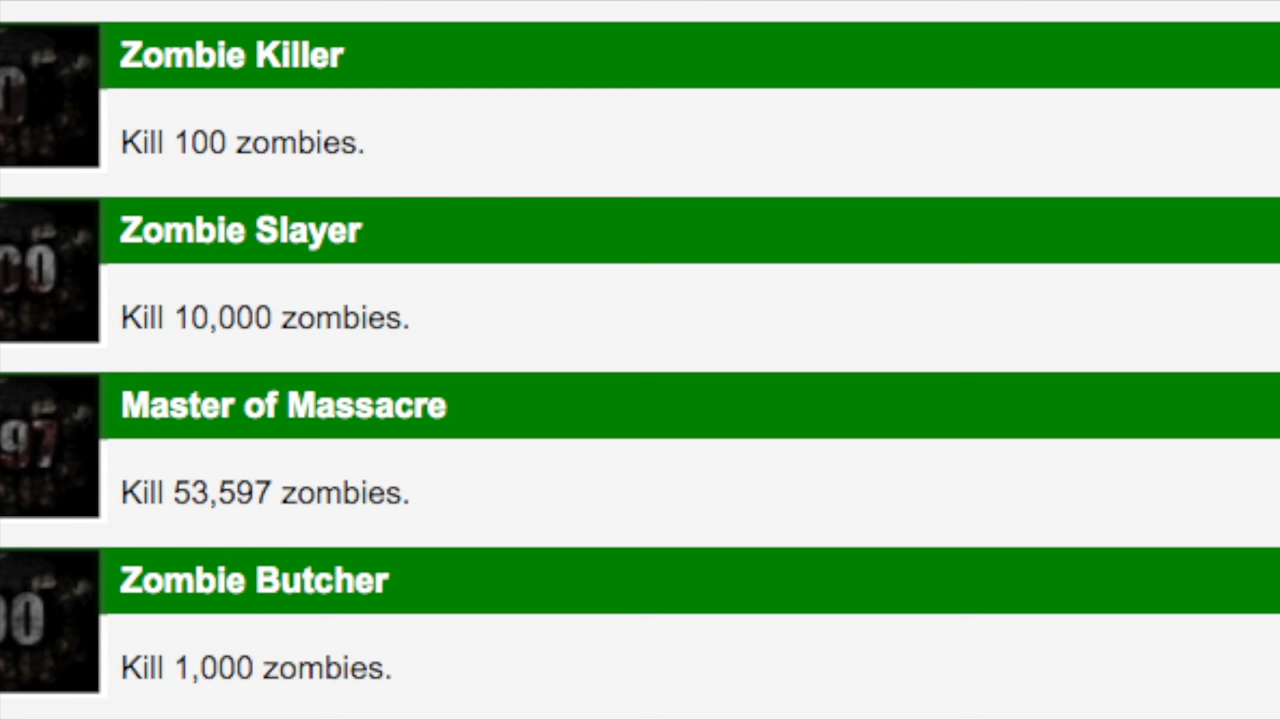 Zombie Killer
Kill 100 zombies.
Zombie Slayer
Kill 10,000 zombies.
Master of Massacre
Kill 53,597 zombies.
Zombie Butcher
Kill 1,000 zombies.